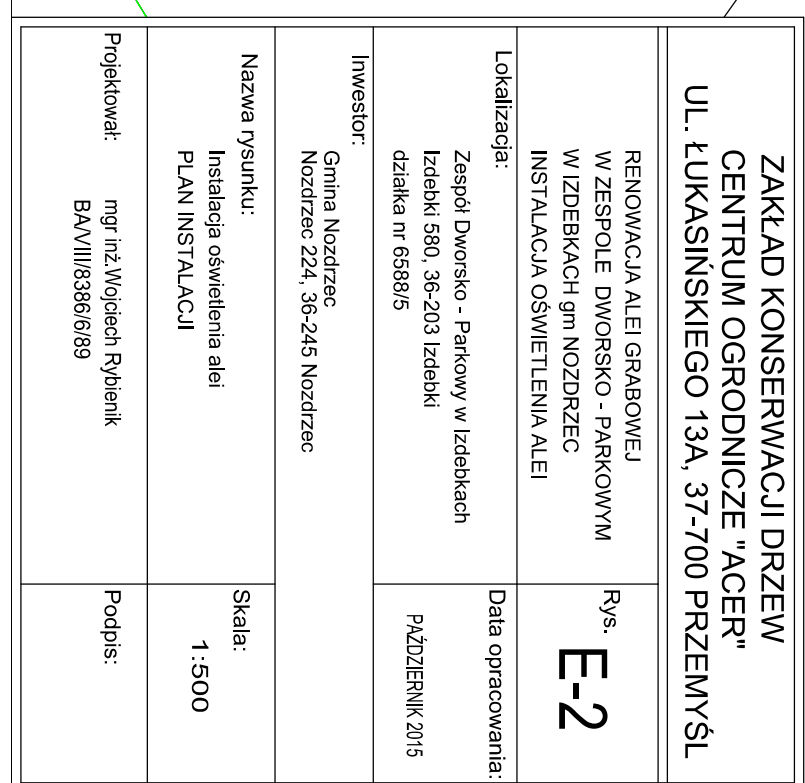 ZAKŁAD KONSERWACJI DRZEW
CENTRUM OGRODNICZE "ACER"
UL. ŁUKASIŃSKIEGO 13A, 37-700 PRZEMYŚL
RENOWACJA ALEI GRABOWEJ
W ZESPOLE DWORSKO - PARKOWYM
W IZDEBKACH gm NOZDRZEC
INSTALACJA OŚWIETLENIA ALEI
Rys.
E-2
Lokalizacja:
Zespół Dworsko - Parkowy w Izdebkach
Izdebki 580, 36-203 Izdebki
działka nr 6588/5
Data opracowania:
PAŹDZIERNIK 2015
Inwestor:
Gmina Nozdrzec
Nozdrzec 224, 36-245 Nozdrzec
Nazwa rysunku:
Instalacja oświetlenia alei
PLAN INSTALACJI
Skala:
1:500
Projektował:
mgr inż.Wojciech Rybienik
BA/VIII/8386/6/89
Podpis: